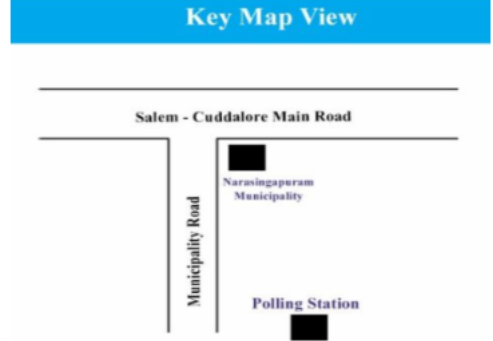 Key Map View
Salem - Cuddalore Main Road
Narasingapuram
Municipality
Municipality Road
Polling Station